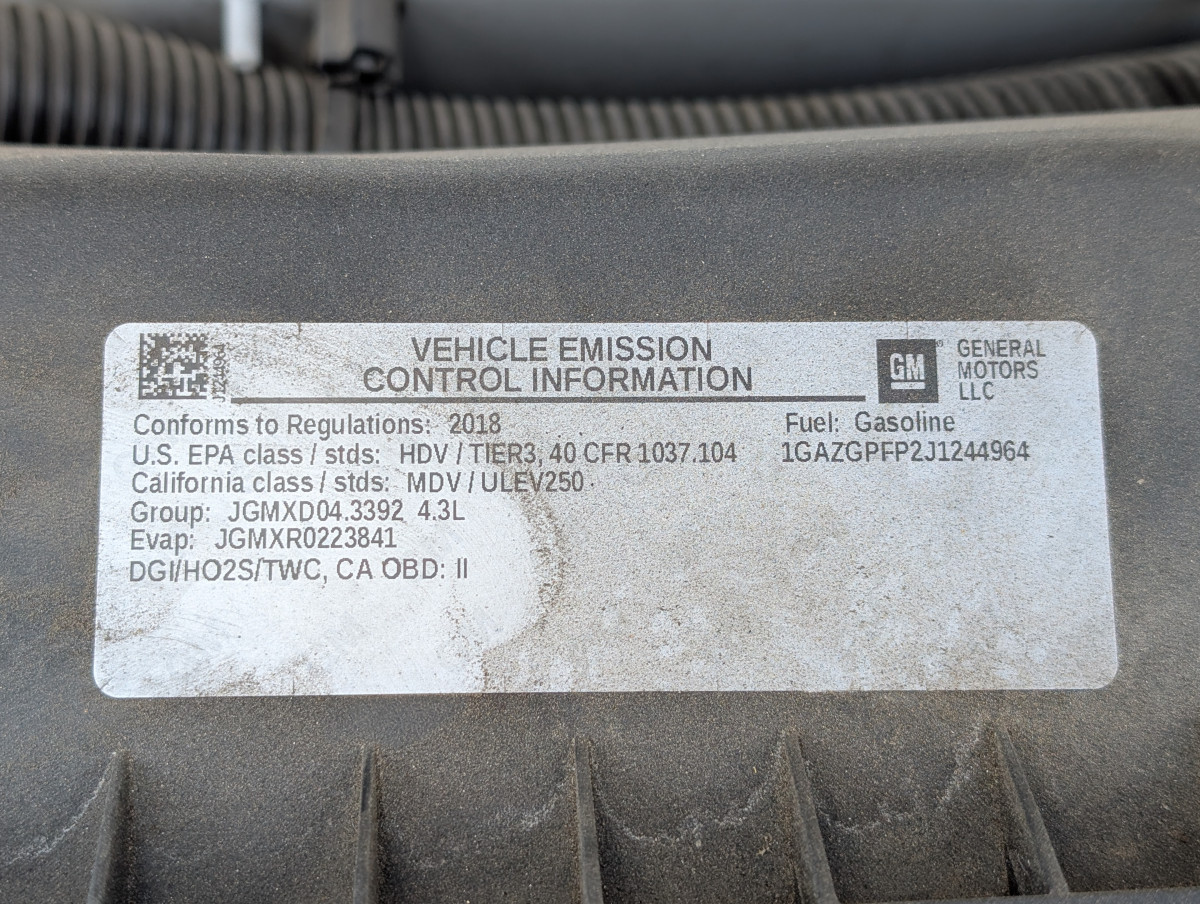 J1244964
VEHICLE EMISSION
CONTROL INFORMATION
GM®
GENERAL
MOTORS
LLC
Conforms to Regulations: 2018
Fuel: Gasoline
U.S. EPA class / stds: HDV / TIER3, 40 CFR 1037.104
1GAZGPFP2J1244964
California class / stds: MDV / ULEV250
Group: JGMXD04.3392 4.3L
Evap: JGMXR0223841
DGI/HO2S/TWC, CA OBD: II